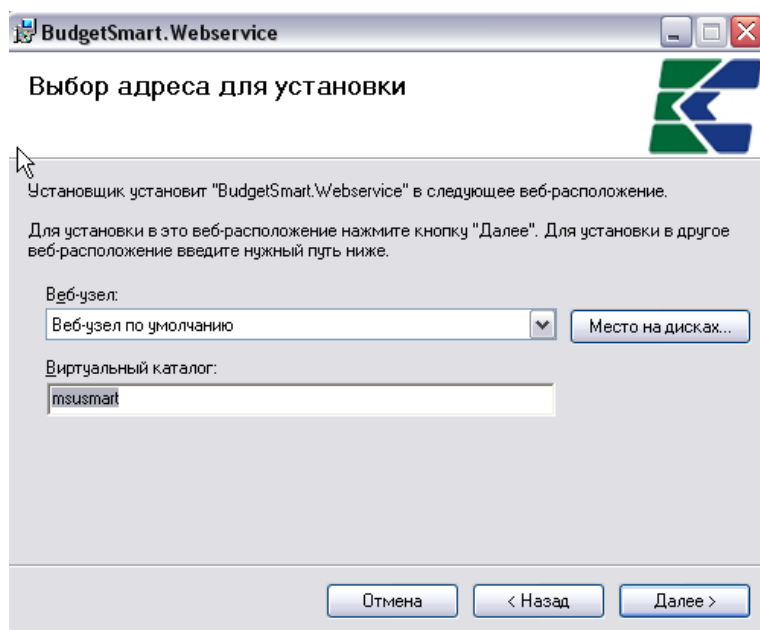 BudgetSmart.Webservice
Выбор адреса для установки
Установщик установит "BudgetSmart.Webservice" в следующее веб-расположение.
Для установки в это веб-расположение нажмите кнопку "Далее". Для установки в другое
веб-расположение введите нужный путь ниже.
Веб-узел:
Веб-узел по умолчанию
Место на дисках...
Виртуальный каталог:
msusmart
Отмена
< Назад
Далее >